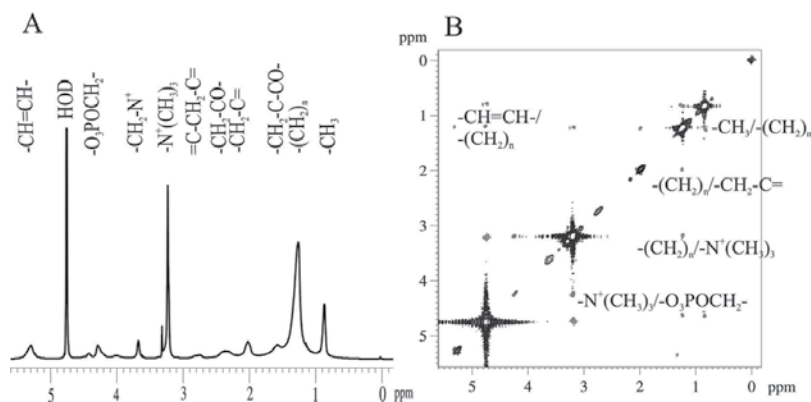 A
-CH=CH-
HOD
-O₃POCH₂-
-CH₂-N⁺
-N⁺(CH₃)₃
=C-CH₂-C=
-CH₂-CO-
-CH₂-C=
-CH₂-C-CO-
-(CH₂)ₙ
-CH₃
5 4 3 2 1 0 ppm
ppm B
0
1
2
3
4
5
-CH=CH-/
-(CH₂)ₙ
-CH₃/-(CH₂)ₙ
-(CH₂)ₙ/-CH₂-C=
-(CH₂)ₙ/-N⁺(CH₃)₃
-N⁺(CH₃)₃/-O₃POCH₂-
5 4 3 2 1 0 ppm